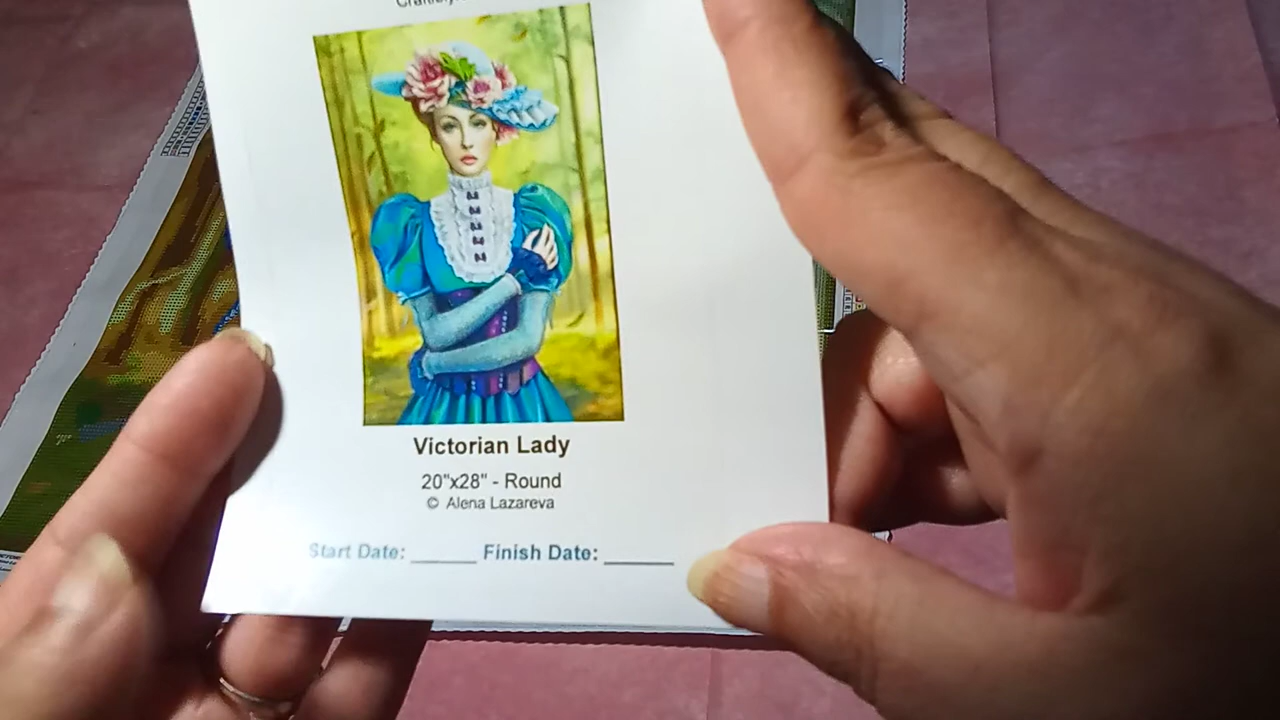 Victorian Lady
20"x28" - Round
© Alena Lazareva
Start Date: ______ Finish Date: ______